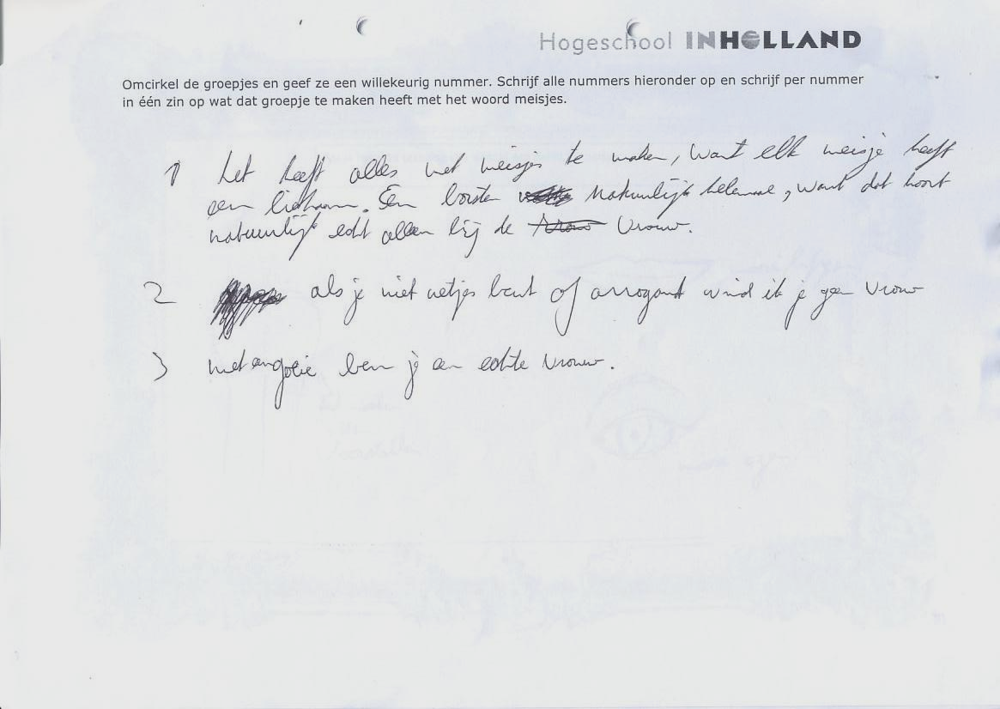 Hogeschool INHOLLAND
Omcirkel de groepjes en geef ze een willekeurig nummer. Schrijf alle nummers hieronder op en schrijf per nummer
in één zin op wat dat groepje te maken heeft met het woord meisjes.
1 het heeft alles met meisjes te maken, want elk meisje heeft
een lichaam. En borsten natuurlijk helemaal, want dat hoort
natuurlijk echt alleen bij de vrouw.
2 als je niet netjes bent of arrogant vind ik je geen vrouw
3 met ben je een echte vrouw.